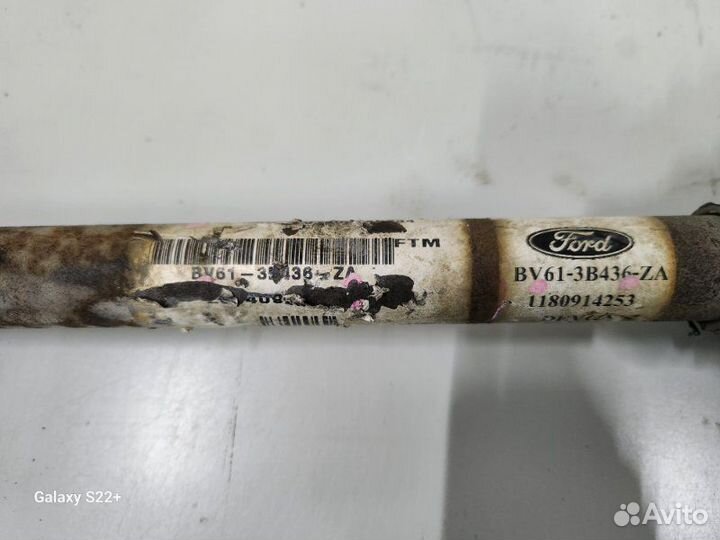 FTM
BV61-3B436-ZA
Ford
BV61-3B436-ZA
1180914253
Galaxy S22+
Avito